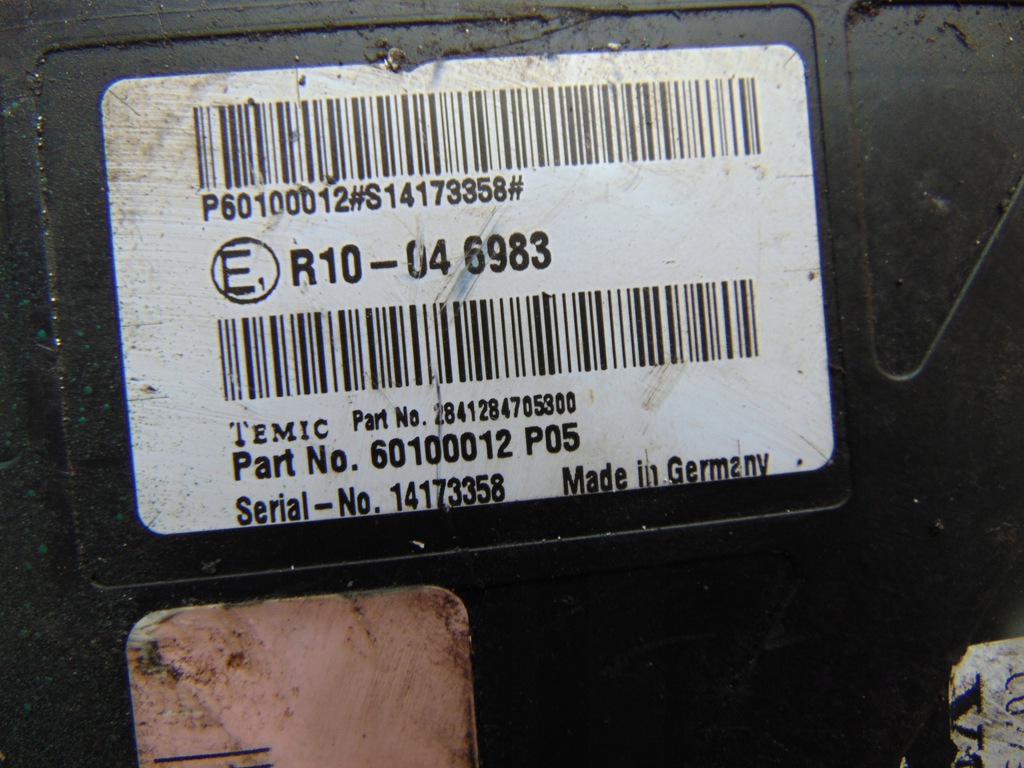 P60100012#S14173358#
E1 R10-04 6983
TEMIC Part No. 2841284705300
Part No. 60100012 P05
Serial-No. 14173358 Made in Germany